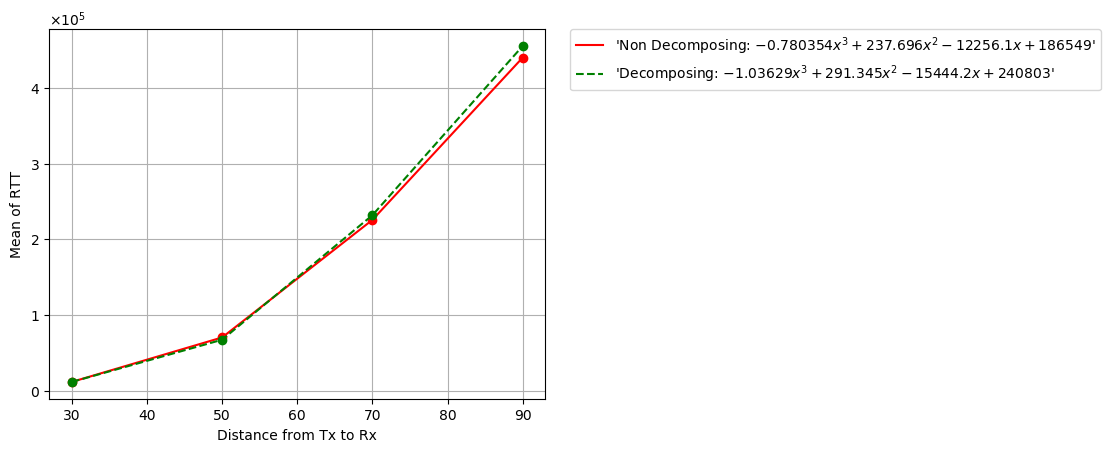 ×10⁵
4
3
2
1
0
30 40 50 60 70 80 90
Mean of RTT
Distance from Tx to Rx
'Non Decomposing: −0.780354x³ + 237.696x² − 12256.1x + 186549'
'Decomposing: −1.03629x³ + 291.345x² − 15444.2x + 240803'